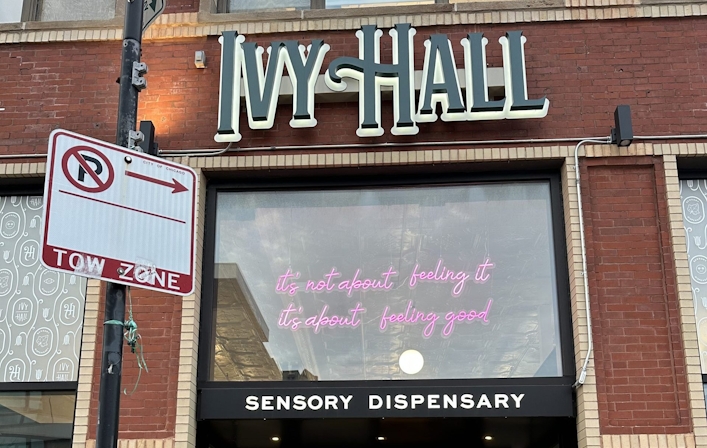 IVY HALL
P
TOW ZONE
it's not about feeling it
it's about feeling good
SENSORY DISPENSARY